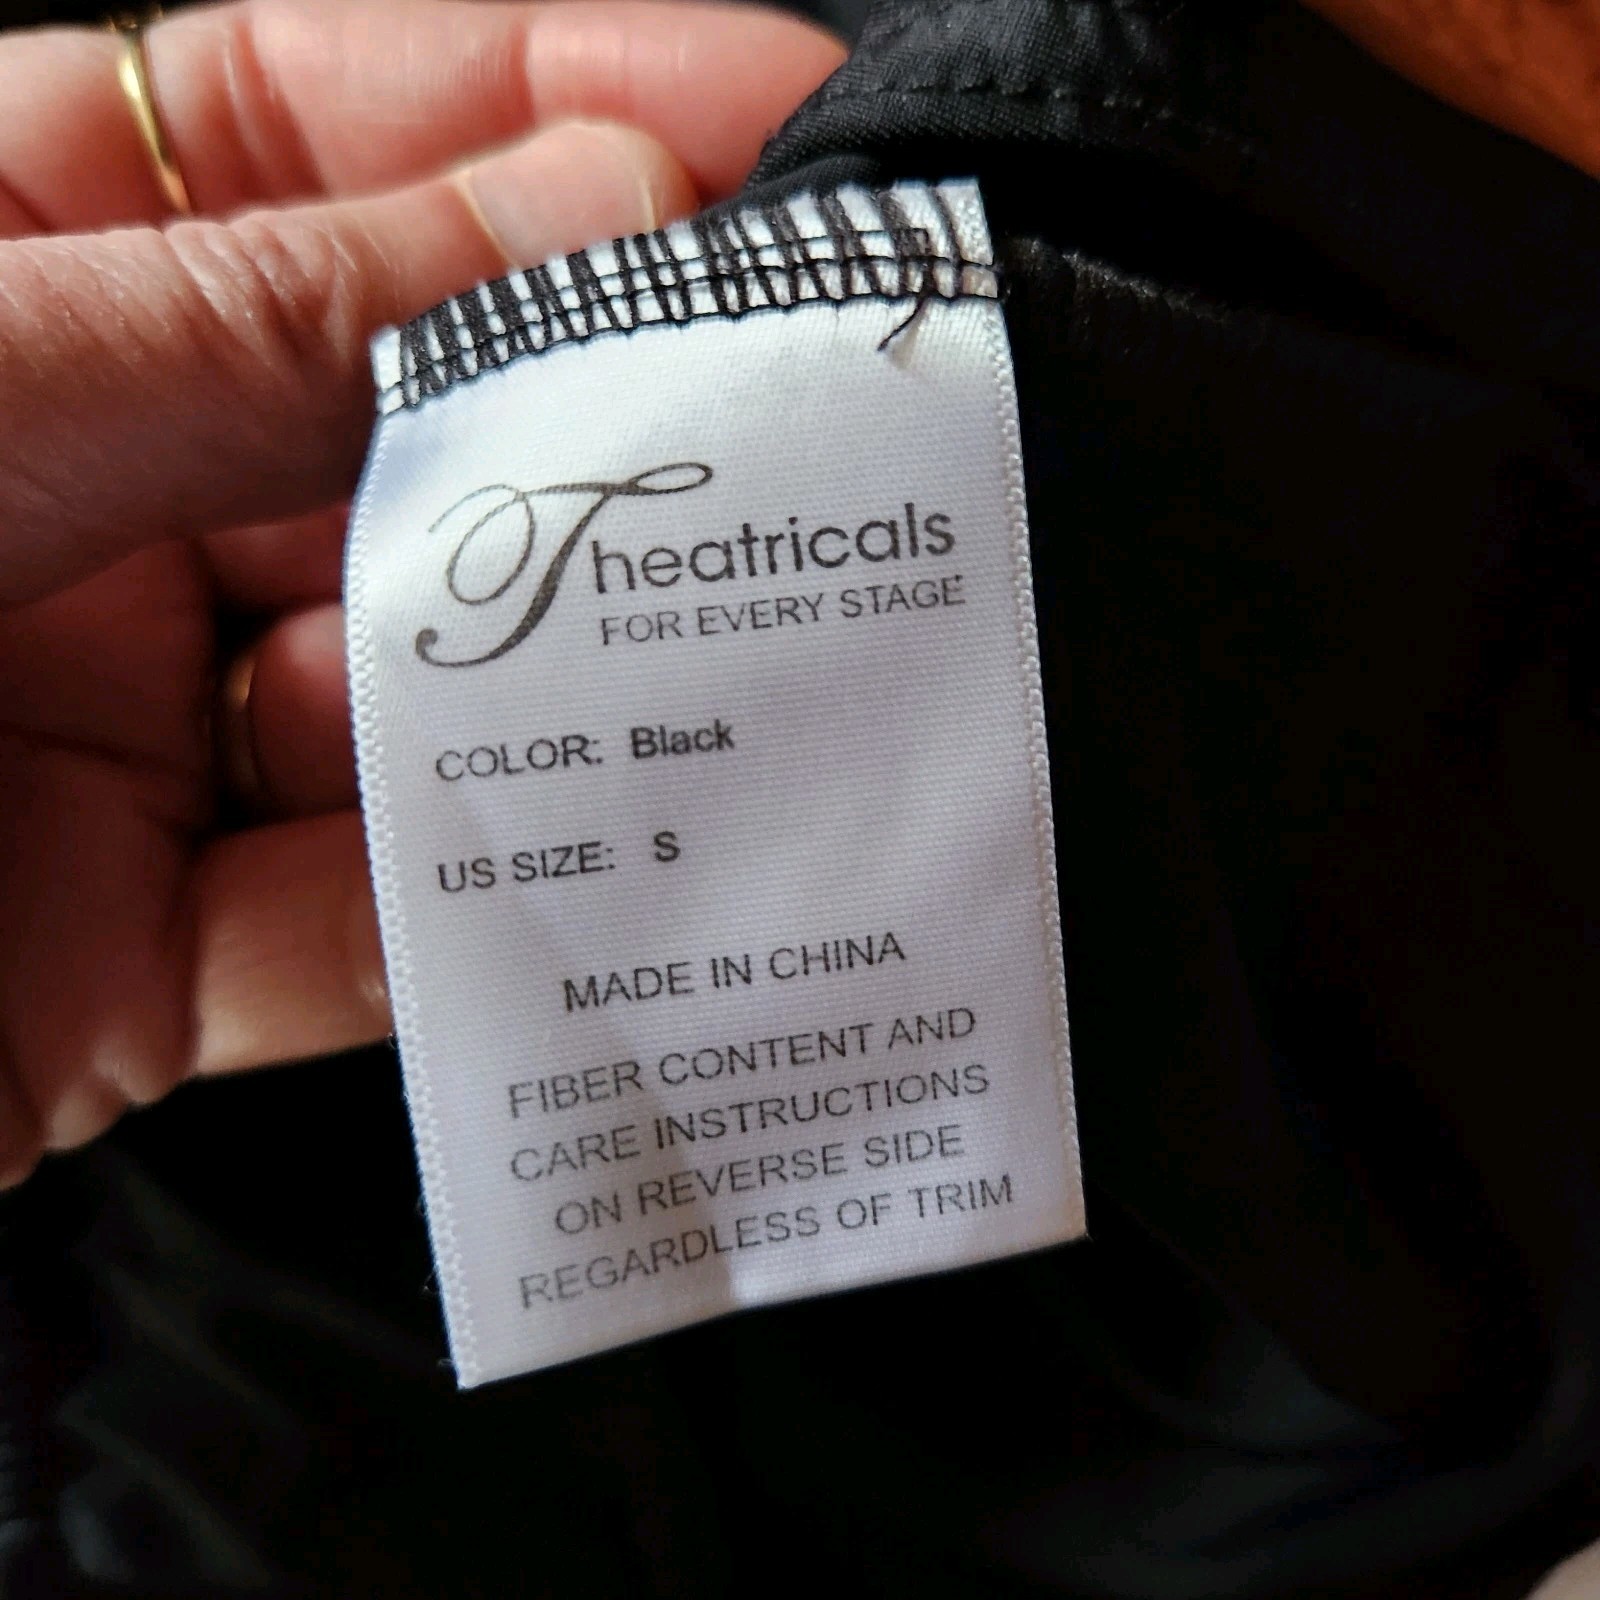 Theatricals
FOR EVERY STAGE
COLOR: Black
US SIZE: S
MADE IN CHINA
FIBER CONTENT AND
CARE INSTRUCTIONS
ON REVERSE SIDE
REGARDLESS OF TRIM